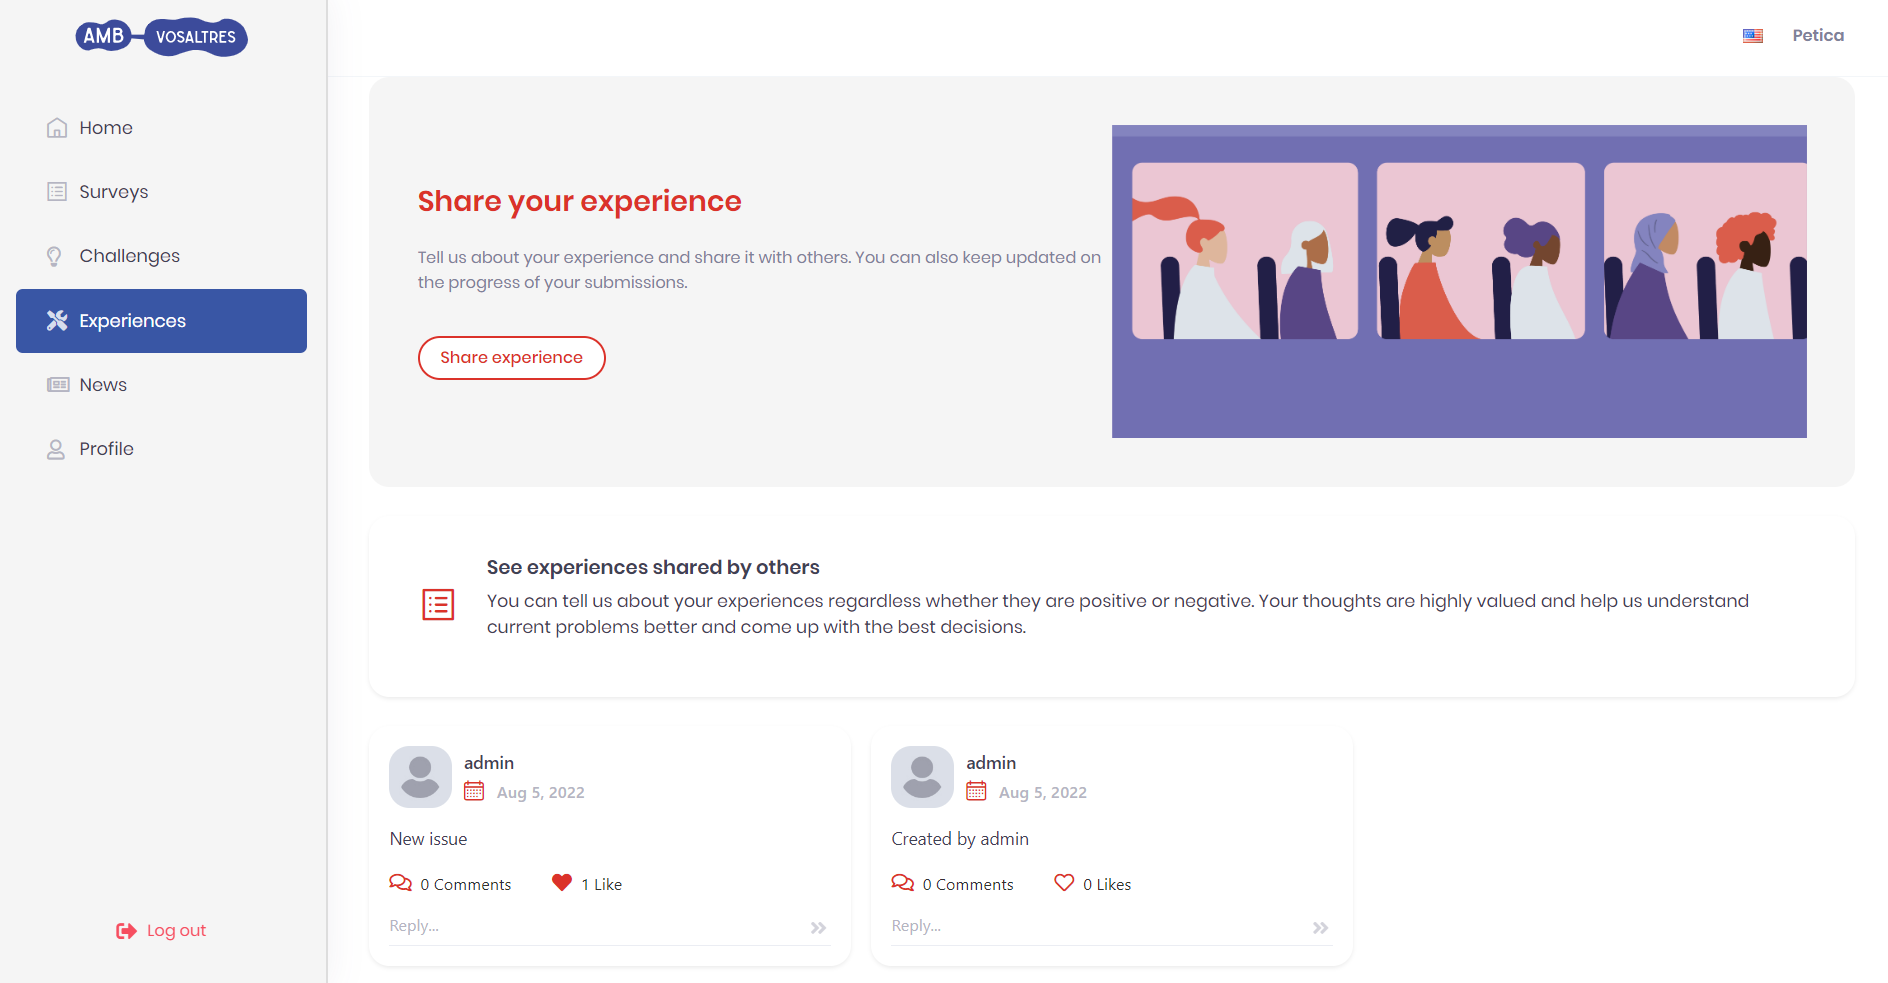 AMB VOSALTRES
Petica
Home
Surveys
Challenges
Experiences
News
Profile
Log out
Share your experience
Tell us about your experience and share it with others. You can also keep updated on
the progress of your submissions.
Share experience
See experiences shared by others
You can tell us about your experiences regardless whether they are positive or negative. Your thoughts are highly valued and help us understand
current problems better and come up with the best decisions.
admin
Aug 5, 2022
New issue
0 Comments 1 Like
Reply...
admin
Aug 5, 2022
Created by admin
0 Comments 0 Likes
Reply...